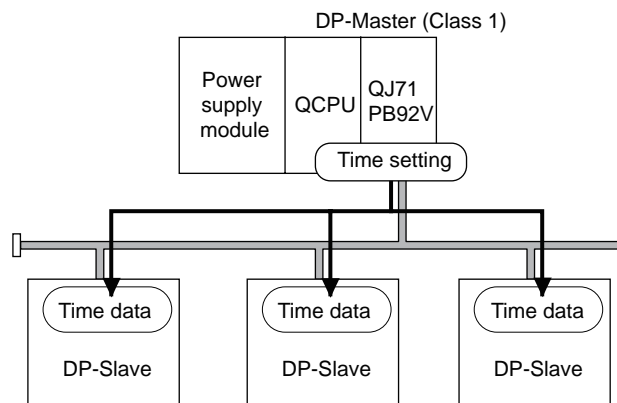 DP-Master (Class 1)
Power
supply
module
QCPU
QJ71
PB92V
Time setting
Time data
Time data
Time data
DP-Slave
DP-Slave
DP-Slave